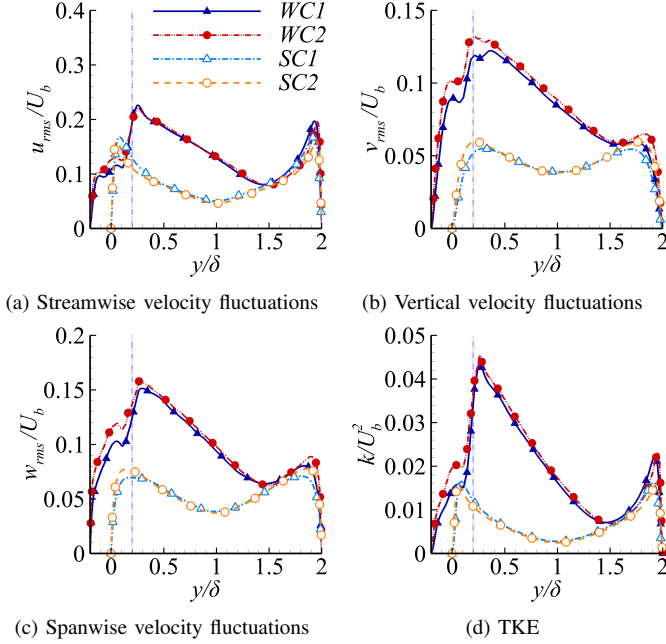 0.4
0.3
0.2
0.1
0
u_rms/U_b
0 0.5 1 1.5 2
y/δ
WC1
WC2
SC1
SC2
0.15
0.1
0.05
0
v_rms/U_b
0 0.5 1 1.5 2
y/δ
(a) Streamwise velocity fluctuations
(b) Vertical velocity fluctuations
0.2
0.15
0.1
0.05
0
w_rms/U_b
0 0.5 1 1.5 2
y/δ
0.05
0.04
0.03
0.02
0.01
0
k/U_b^2
0 0.5 1 1.5 2
y/δ
(c) Spanwise velocity fluctuations
(d) TKE